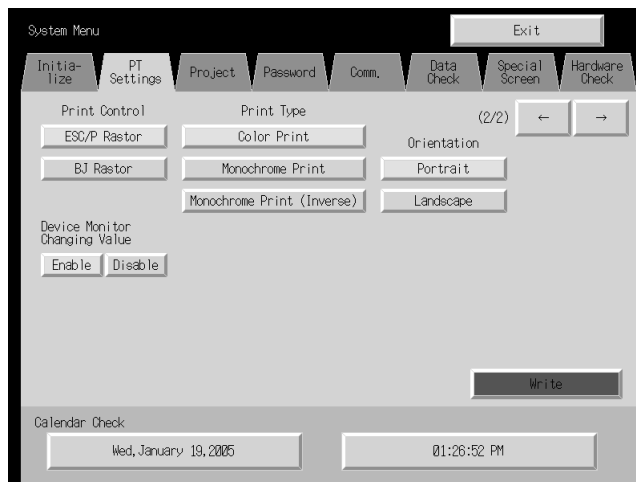 System Menu
Exit
Initia-
lize
PT
Settings
Project
Password
Comm.
Data
Check
Special
Screen
Hardware
Check
Print Control
Print Type
(2/2)
←
→
Orientation
ESC/P Rastor
Color Print
BJ Rastor
Monochrome Print
Portrait
Monochrome Print (Inverse)
Landscape
Device Monitor
Changing Value
Enable
Disable
Write
Calendar Check
Wed,January 19,2005
01:26:52 PM